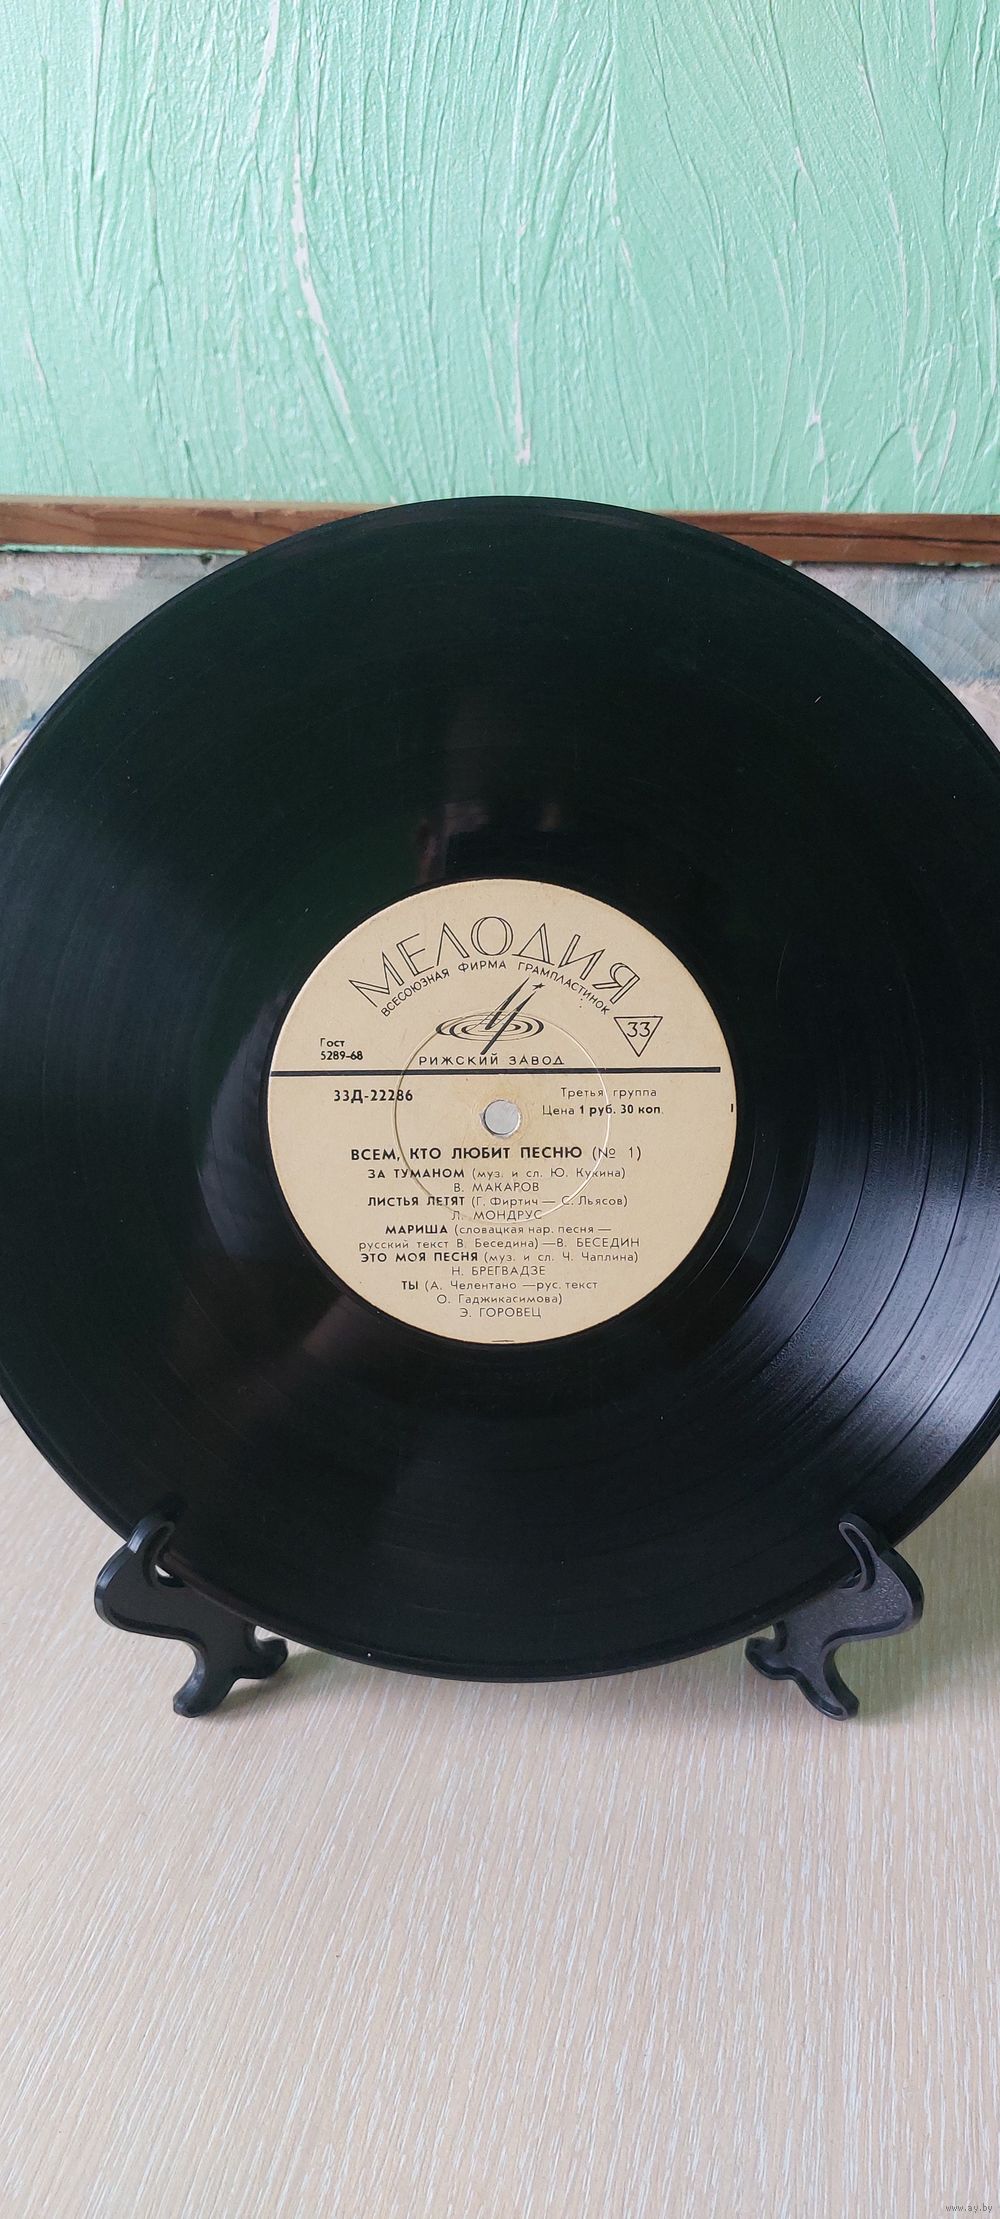 МЕЛОДИЯ
ВСЕСОЮЗНАЯ ФИРМА ГРАМПЛАСТИНОК
33
Гост
5289-68
РИЖСКИЙ ЗАВОД
33Д-22286
Третья группа
Цена 1 руб. 30 коп.
ВСЕМ, КТО ЛЮБИТ ПЕСНЮ (№ 1)
ЗА ТУМАНОМ (муз. и сл. Ю. Кукина)
В. МАКАРОВ
ЛИСТЬЯ ЛЕТЯТ (Г. Фиртич — С. Льясов)
Л. МОНДРУС
МАРИША (словацкая нар. песня —
русский текст В. Беседина) — В. БЕСЕДИН
ЭТО МОЯ ПЕСНЯ (муз. и сл. Ч. Чаплина)
Н. БРЕГВАДЗЕ
ТЫ (А. Челентано — рус. текст
О. Гаджикасимова)
Э. ГОРОВЕЦ
www.ay.by